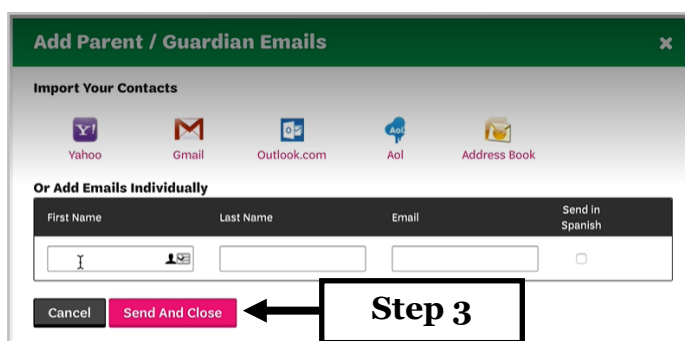 Add Parent / Guardian Emails ×
Import Your Contacts
Y! Aol
Yahoo Gmail Outlook.com Aol Address Book
Or Add Emails Individually
First Name Last Name Email Send in Spanish
Cancel Send And Close Step 3